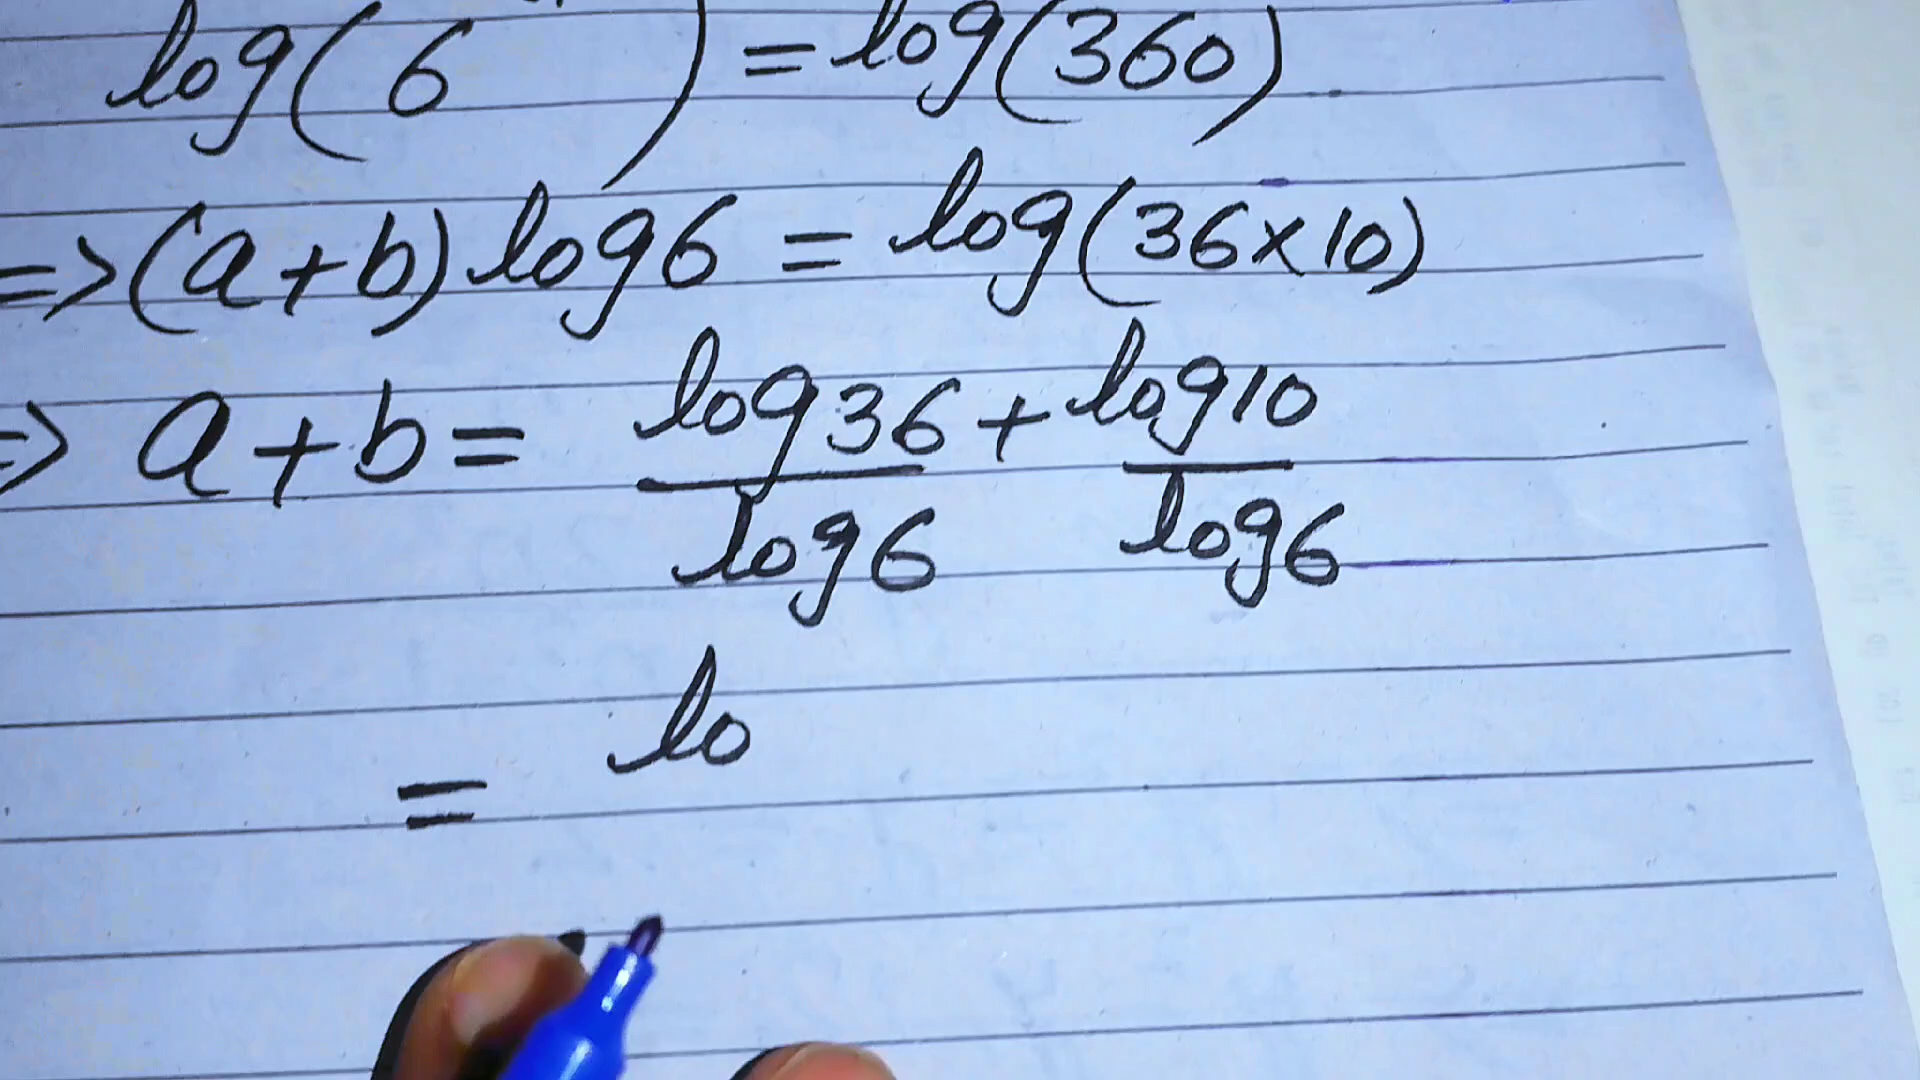 log(6 ) = log(360)
=> (a+b) log6 = log(36×10)
=> a+b = log36/log6 + log10/log6
= lo